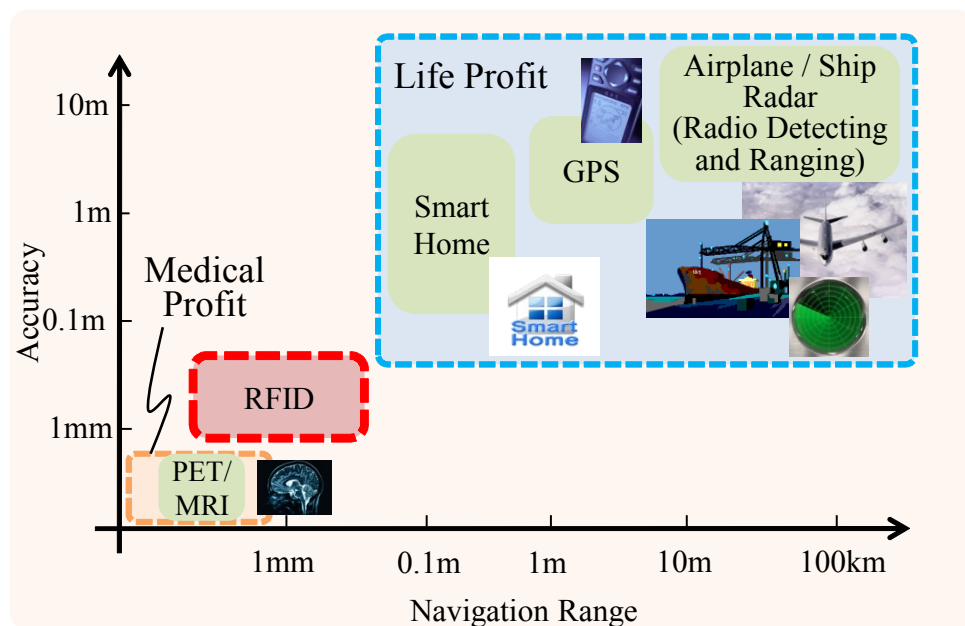 Life Profit
Airplane / Ship
Radar
(Radio Detecting
and Ranging)
GPS
Smart
Home
Smart
Home
Medical
Profit
RFID
PET/
MRI
Accuracy
10m
1m
0.1m
1mm
1mm
0.1m
1m
10m
100km
Navigation Range